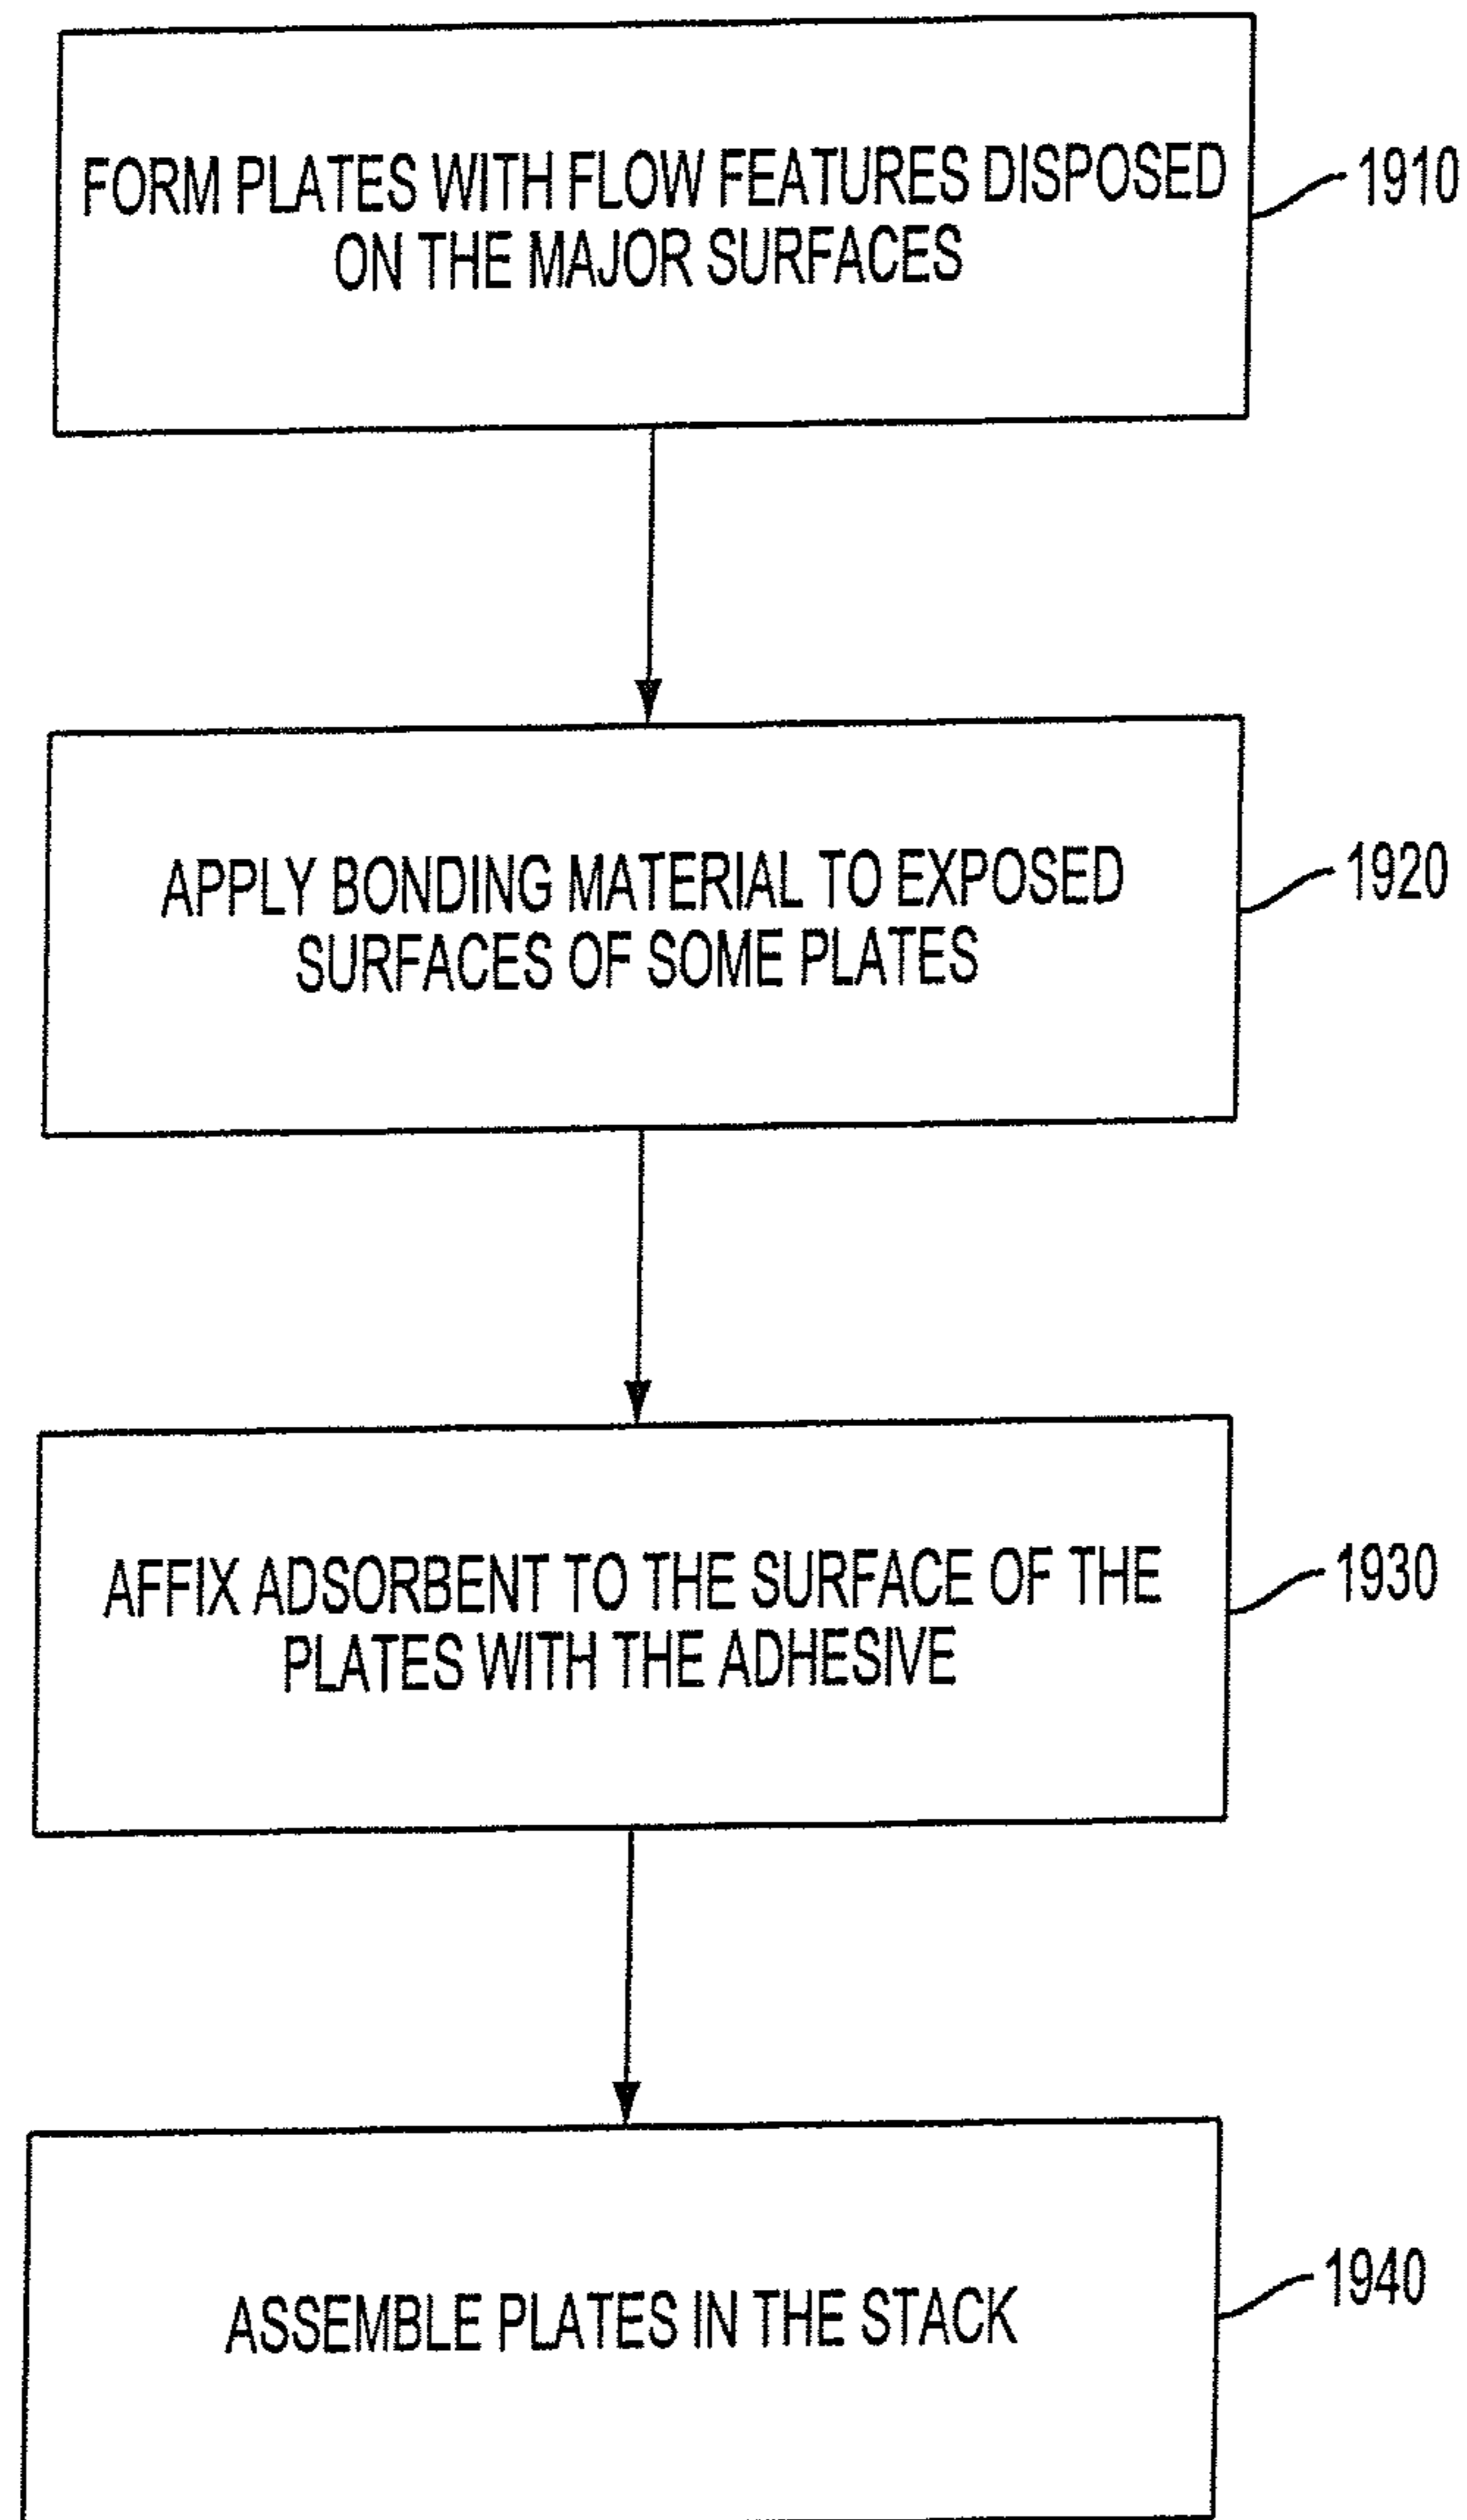 FORM PLATES WITH FLOW FEATURES DISPOSED
ON THE MAJOR SURFACES
1910
APPLY BONDING MATERIAL TO EXPOSED
SURFACES OF SOME PLATES
1920
AFFIX ADSORBENT TO THE SURFACE OF THE
PLATES WITH THE ADHESIVE
1930
ASSEMBLE PLATES IN THE STACK
1940